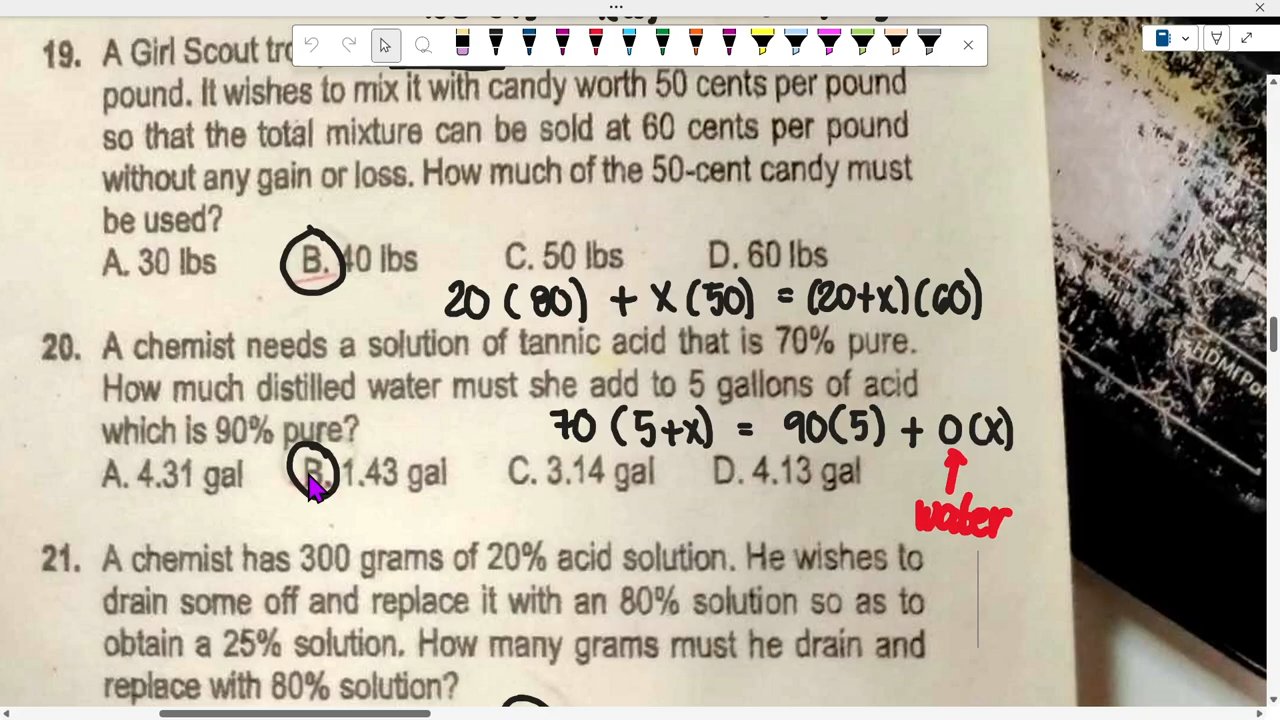 19. A Girl Scout
pound. It wishes to mix it with candy worth 50 cents per pound
so that the total mixture can be sold at 60 cents per pound
without any gain or loss. How much of the 50-cent candy must
be used?
A. 30 lbs B. 40 lbs C. 50 lbs D. 60 lbs
20 (80) + x (50) = (20+x)(60)
20. A chemist needs a solution of tannic acid that is 70% pure.
How much distilled water must she add to 5 gallons of acid
which is 90% pure?
70 (5+x) = 90(5) + 0(x)
A. 4.31 gal B. 1.43 gal C. 3.14 gal D. 4.13 gal
water
21. A chemist has 300 grams of 20% acid solution. He wishes to
drain some off and replace it with an 80% solution so as to
obtain a 25% solution. How many grams must he drain and
replace with 80% solution?